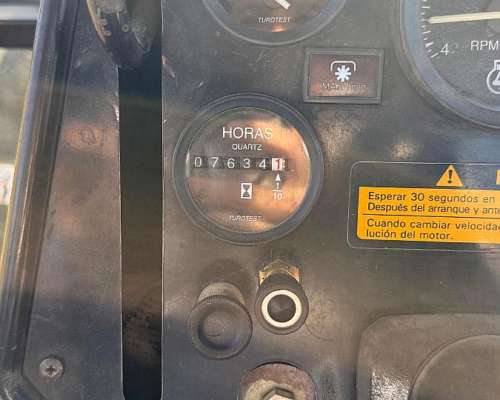 TUROTEST
RPM
4
HORAS
QUARTZ
076341
1
10
TUROTEST
Esperar 30 segundos en
Después del arranque y ant
Cuando cambiar velocidad
lución del motor.